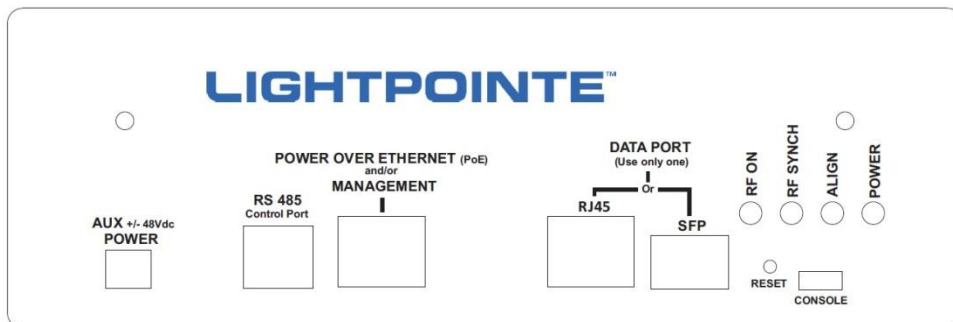 LIGHTPOINTE™
AUX +/- 48Vdc
POWER
RS 485
Control Port
POWER OVER ETHERNET (PoE)
and/or
MANAGEMENT
DATA PORT
(Use only one)
Or
RJ45
SFP
RF ON
RF SYNCH
ALIGN
POWER
RESET
CONSOLE